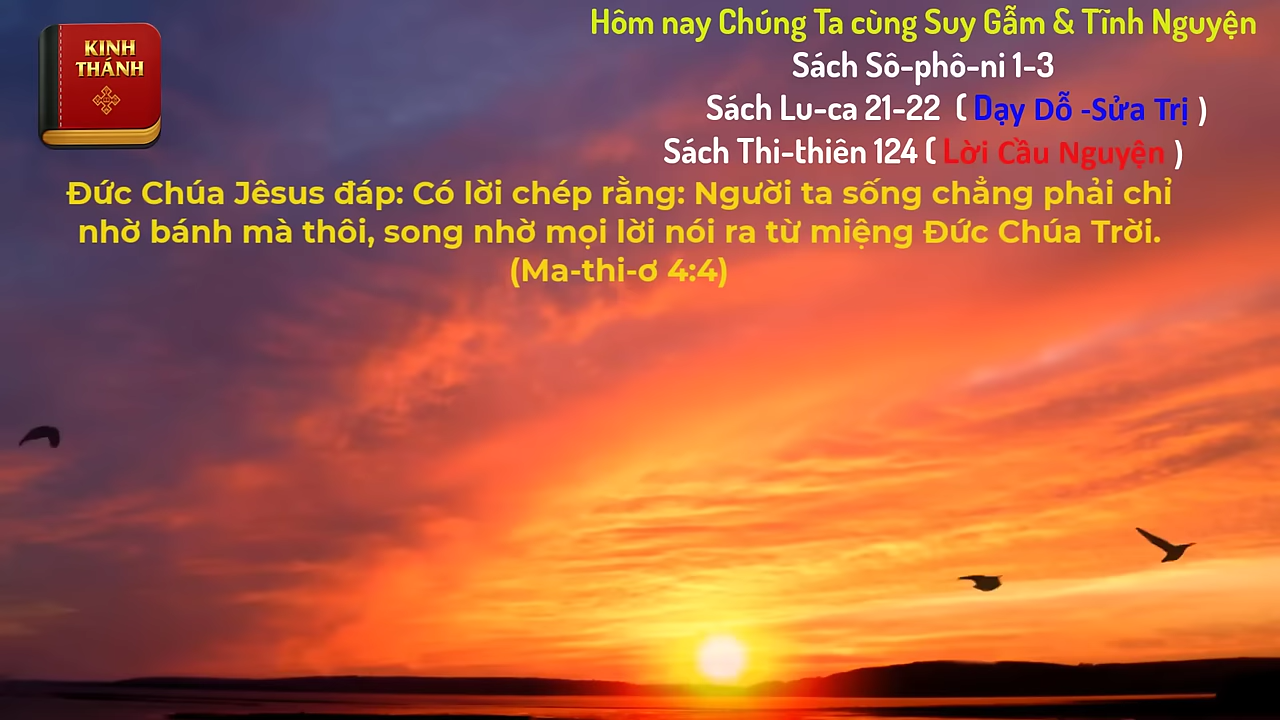 KINH
THÁNH
Hôm nay Chúng Ta cùng Suy Gẫm & Tĩnh Nguyện
Sách Sô-phô-ni 1-3
Sách Lu-ca 21-22 ( Dạy Dỗ -Sửa Trị )
Sách Thi-thiên 124 ( Lời Cầu Nguyện )
Đức Chúa Jêsus đáp: Có lời chép rằng: Người ta sống chẳng phải chỉ
nhờ bánh mà thôi, song nhờ mọi lời nói ra từ miệng Đức Chúa Trời.
(Ma-thi-ơ 4:4)